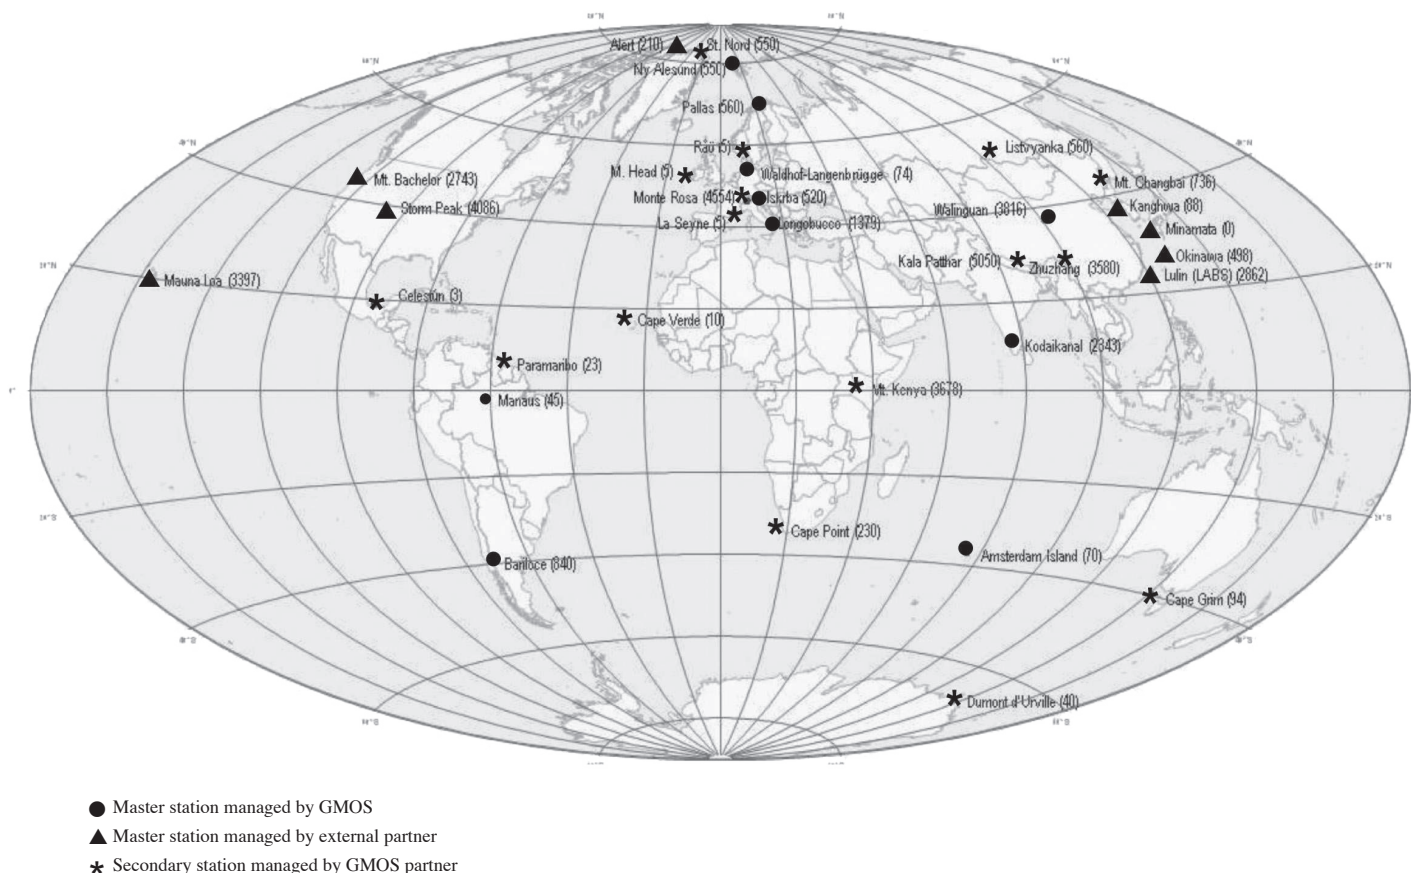 Alert (210)
St. Nord (550)
Ny Alesund (550)
Pallas (560)
Raö (5)
Listvyanka (560)
M. Head (5)
Waldhof-Langenbrügge (74)
Mt. Bachelor (2743)
Mt. Changbai (736)
Monte Rosa (4554)
Iskrba (520)
Storm Peak (4086)
Walinguan (3816)
Kanghwa (88)
La Seyne (5)
Longobucco (1379)
Minamata (0)
Kala Patthar (5050)
Zhuzhang (3580)
Okinawa (498)
Mauna Loa (3397)
Lulin (LABS) (2862)
Celestún (3)
Cape Verde (10)
Kodaikanal (2343)
Paramaribo (23)
Mt. Kenya (3678)
Manaus (45)
Cape Point (230)
Amsterdam Island (70)
Bariloce (840)
Cape Grim (94)
Dumont d'Urville (40)
Master station managed by GMOS
Master station managed by external partner
Secondary station managed by GMOS partner